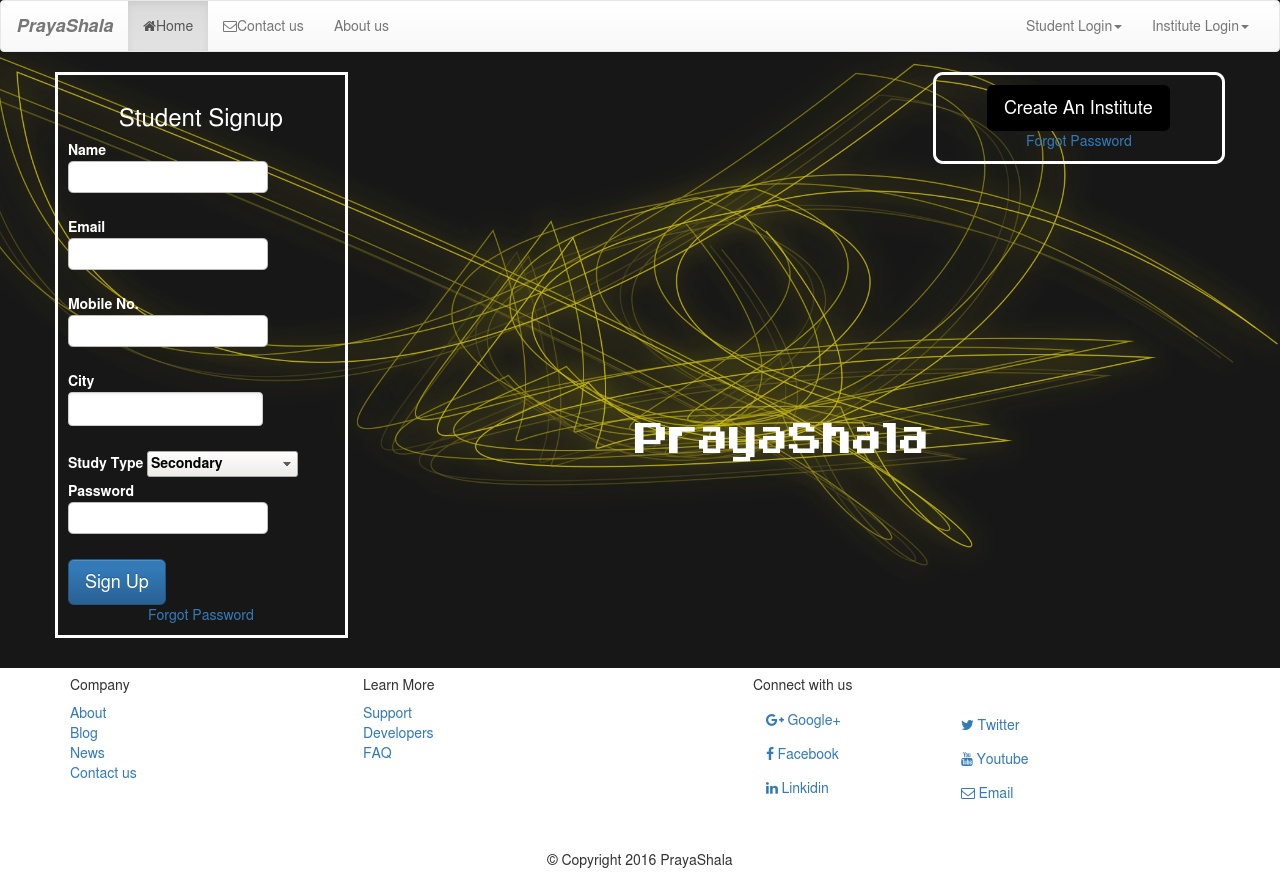 PrayaShala Home Contact us About us Student Login Institute Login
Student Signup
Name
Email
Mobile No.
City
Study Type Secondary
Password
Sign Up
Forgot Password
Create An Institute
Forgot Password
PrayaShala
Company
About
Blog
News
Contact us
Learn More
Support
Developers
FAQ
Connect with us
Google+
Facebook
Linkidin
Twitter
Youtube
Email
© Copyright 2016 PrayaShala